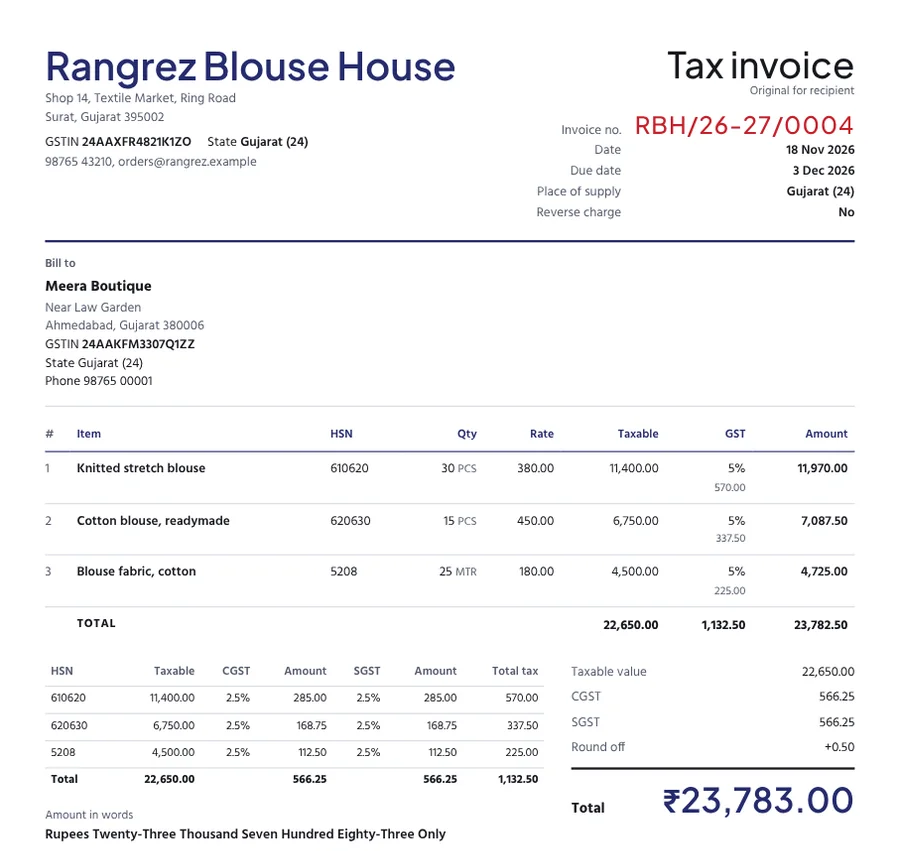 Rangrez Blouse House
Shop 14, Textile Market, Ring Road
Surat, Gujarat 395002
GSTIN 24AAXFR4821K1ZO State Gujarat (24)
98765 43210, orders@rangrez.example
Tax invoice
Original for recipient
Invoice no. RBH/26-27/0004
Date 18 Nov 2026
Due date 3 Dec 2026
Place of supply Gujarat (24)
Reverse charge No
Bill to
Meera Boutique
Near Law Garden
Ahmedabad, Gujarat 380006
GSTIN 24AAKFM3307Q1ZZ
State Gujarat (24)
Phone 98765 00001
# Item HSN Qty Rate Taxable GST Amount
1 Knitted stretch blouse 610620 30 PCS 380.00 11,400.00 5% 11,970.00
570.00
2 Cotton blouse, readymade 620630 15 PCS 450.00 6,750.00 5% 7,087.50
337.50
3 Blouse fabric, cotton 5208 25 MTR 180.00 4,500.00 5% 4,725.00
225.00
TOTAL 22,650.00 1,132.50 23,782.50
HSN Taxable CGST Amount SGST Amount Total tax
610620 11,400.00 2.5% 285.00 2.5% 285.00 570.00
620630 6,750.00 2.5% 168.75 2.5% 168.75 337.50
5208 4,500.00 2.5% 112.50 2.5% 112.50 225.00
Total 22,650.00 566.25 566.25 1,132.50
Taxable value 22,650.00
CGST 566.25
SGST 566.25
Round off +0.50
Total ₹23,783.00
Amount in words
Rupees Twenty-Three Thousand Seven Hundred Eighty-Three Only